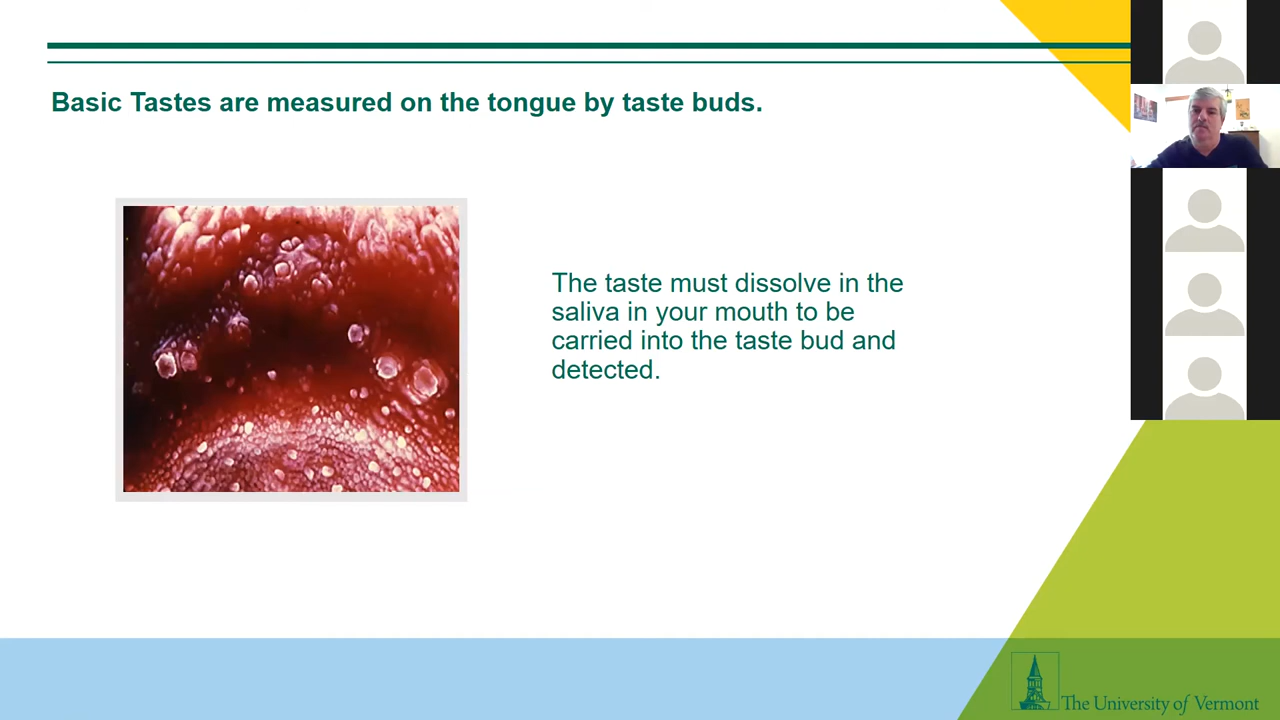 Basic Tastes are measured on the tongue by taste buds.
The taste must dissolve in the
saliva in your mouth to be
carried into the taste bud and
detected.
The University of Vermont